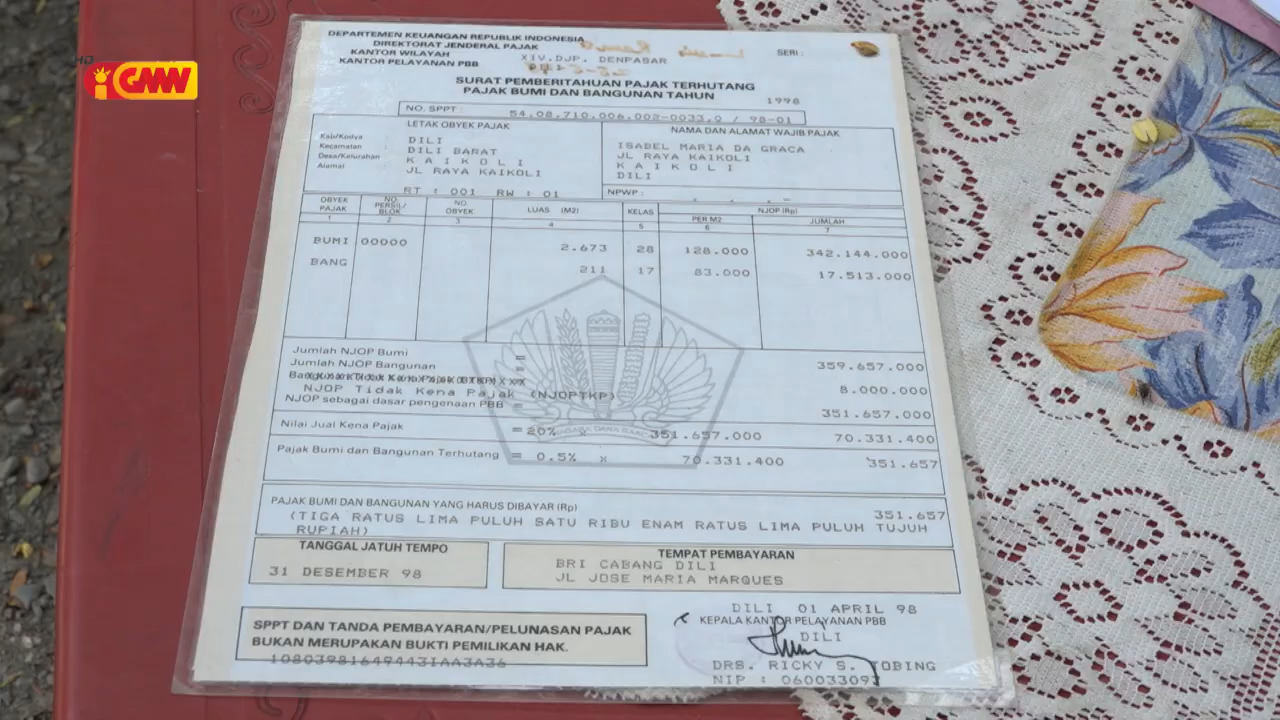 HD
GMN
DEPARTEMEN KEUANGAN REPUBLIK INDONESIA
DIREKTORAT JENDERAL PAJAK
KANTOR WILAYAH XIV.DJP. DENPASAR
KANTOR PELAYANAN PBB
SERI :
SURAT PEMBERITAHUAN PAJAK TERHUTANG
PAJAK BUMI DAN BANGUNAN TAHUN 1998
NO. SPPT : 54.08.710.006.002-0033.0 / 98-01
LETAK OBYEK PAJAK
Kab/Kodya DILI
Kecamatan DILI BARAT
Desa/Kelurahan K A I K O L I
Alamat JL RAYA KAIKOLI
RT : 001 RW : 01
NAMA DAN ALAMAT WAJIB PAJAK
ISABEL MARIA DA GRACA
JL RAYA KAIKOLI
K A I K O L I
DILI
NPWP :
OBYEK PAJAK NO. PERSIL/ BLOK NO. OBYEK LUAS (M2) KELAS NJOP (Rp)
PER M2 JUMLAH
1 2 3 4 5 6 7
BUMI 00000 2.673 28 128.000 342.144.000
BANG 211 17 83.000 17.513.000
Jumlah NJOP Bumi
Jumlah NJOP Bangunan = 359.657.000
NJOP Tidak Kena Pajak (NJOPTKP) 8.000.000
NJOP sebagai dasar pengenaan PBB 351.657.000
Nilai Jual Kena Pajak = 20% x 351.657.000 70.331.400
Pajak Bumi dan Bangunan Terhutang = 0.5% x 70.331.400 351.657
PAJAK BUMI DAN BANGUNAN YANG HARUS DIBAYAR (Rp) 351.657
(TIGA RATUS LIMA PULUH SATU RIBU ENAM RATUS LIMA PULUH TUJUH
RUPIAH)
TANGGAL JATUH TEMPO
31 DESEMBER 98
TEMPAT PEMBAYARAN
BRI CABANG DILI
JL JOSE MARIA MARQUES
SPPT DAN TANDA PEMBAYARAN/PELUNASAN PAJAK
BUKAN MERUPAKAN BUKTI PEMILIKAN HAK.
DILI 01 APRIL 98
KEPALA KANTOR PELAYANAN PBB
DILI
DRS. RICKY S. TOBING
NIP :